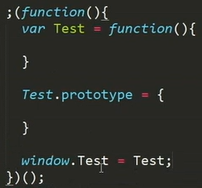 ;(function(){
var Test = function(){
}
Test.prototype = {
}
window.Test = Test;
})();